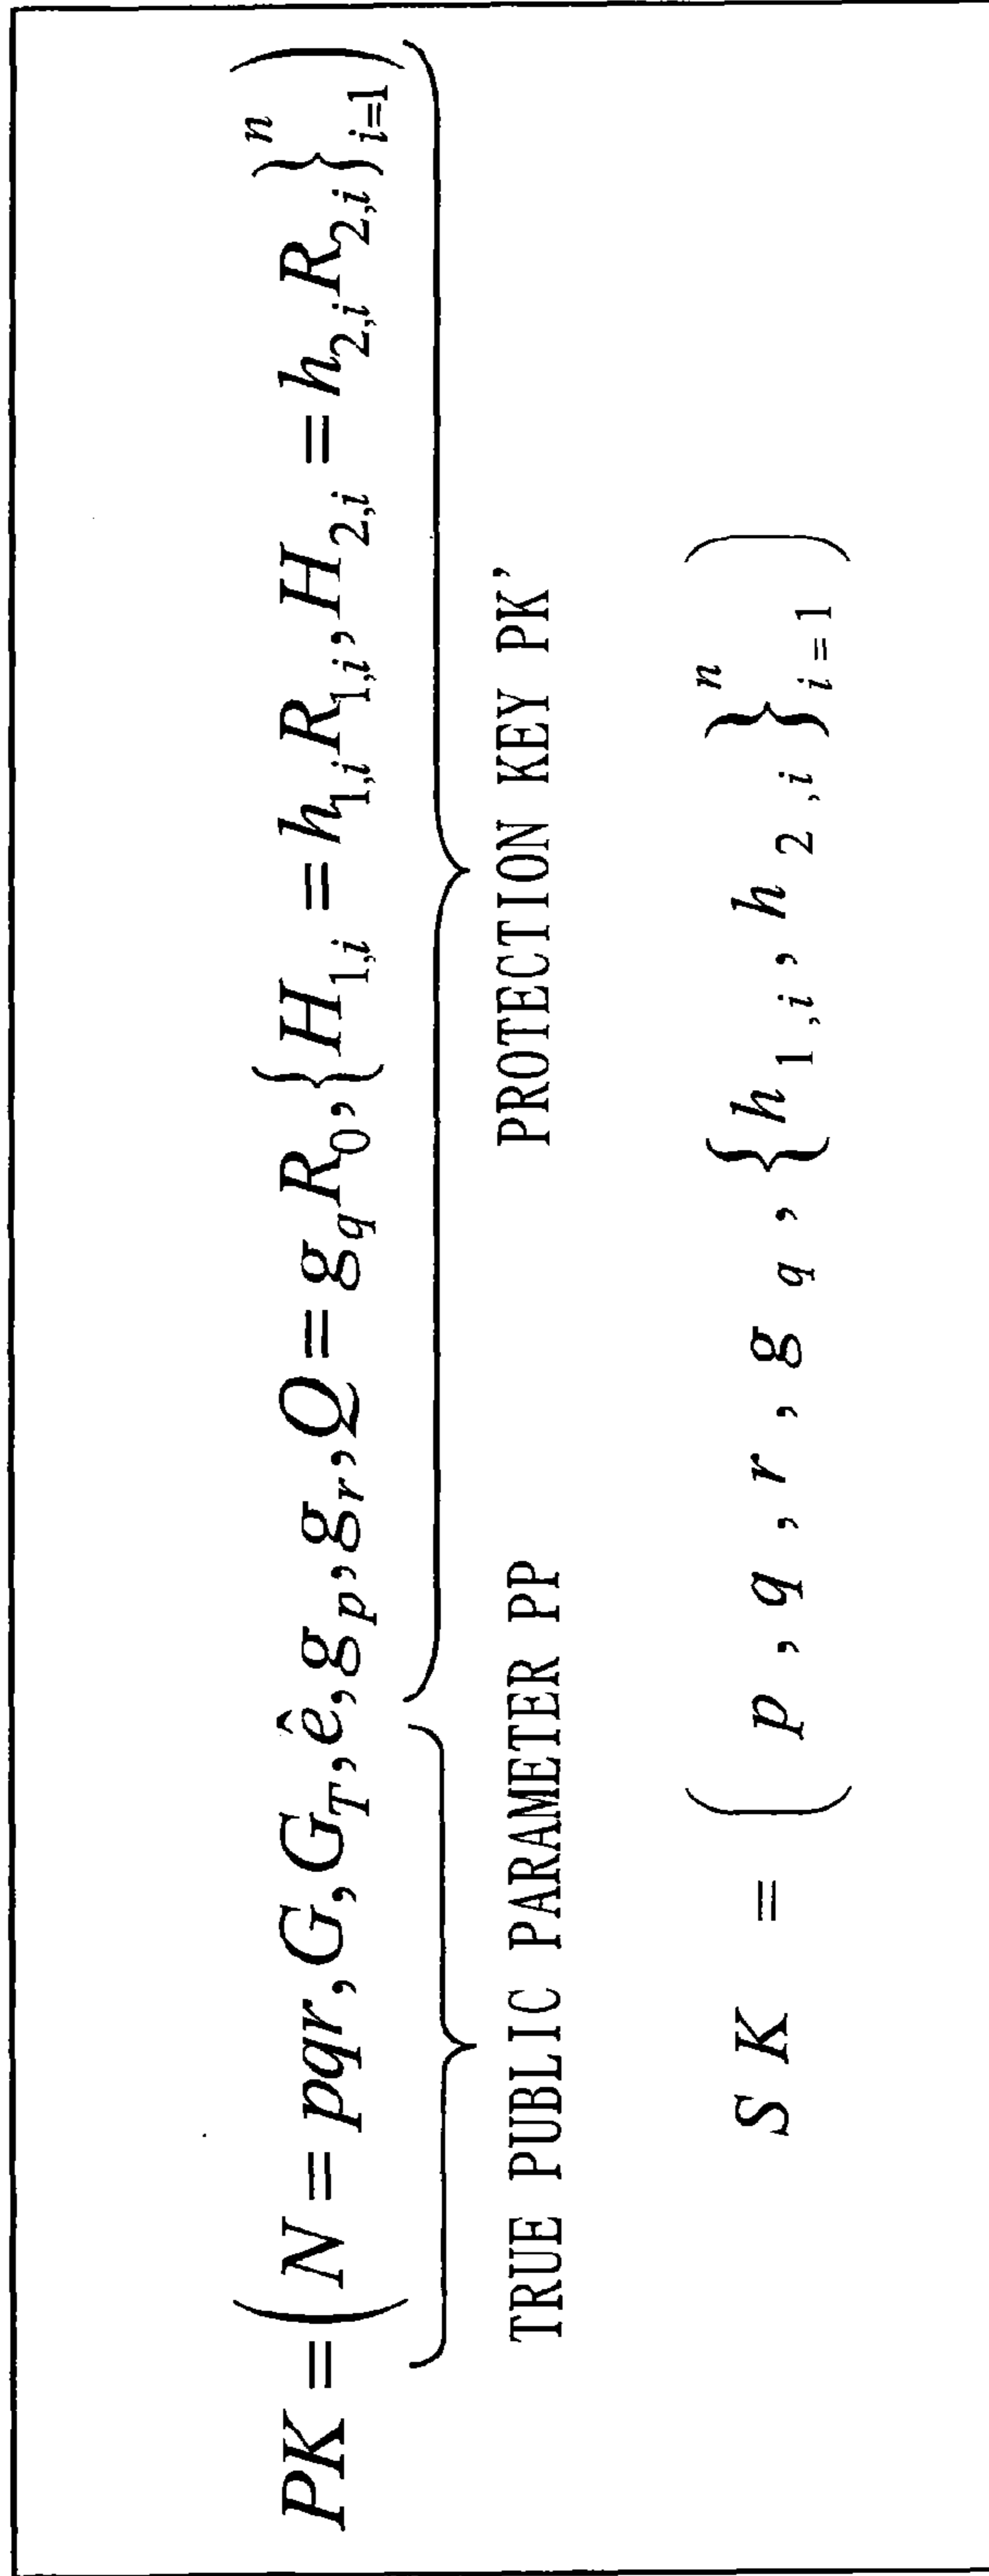 PK = ( N = pqr, G, G_T, ê, g_p, g_r, Q = g_q R_0, { H_{1,i} = h_{1,i} R_{1,i}, H_{2,i} = h_{2,i} R_{2,i} }_{i=1}^n )
TRUE PUBLIC PARAMETER PP PROTECTION KEY PK'
SK = ( p, q, r, g_q, { h_{1,i}, h_{2,i} }_{i=1}^n )